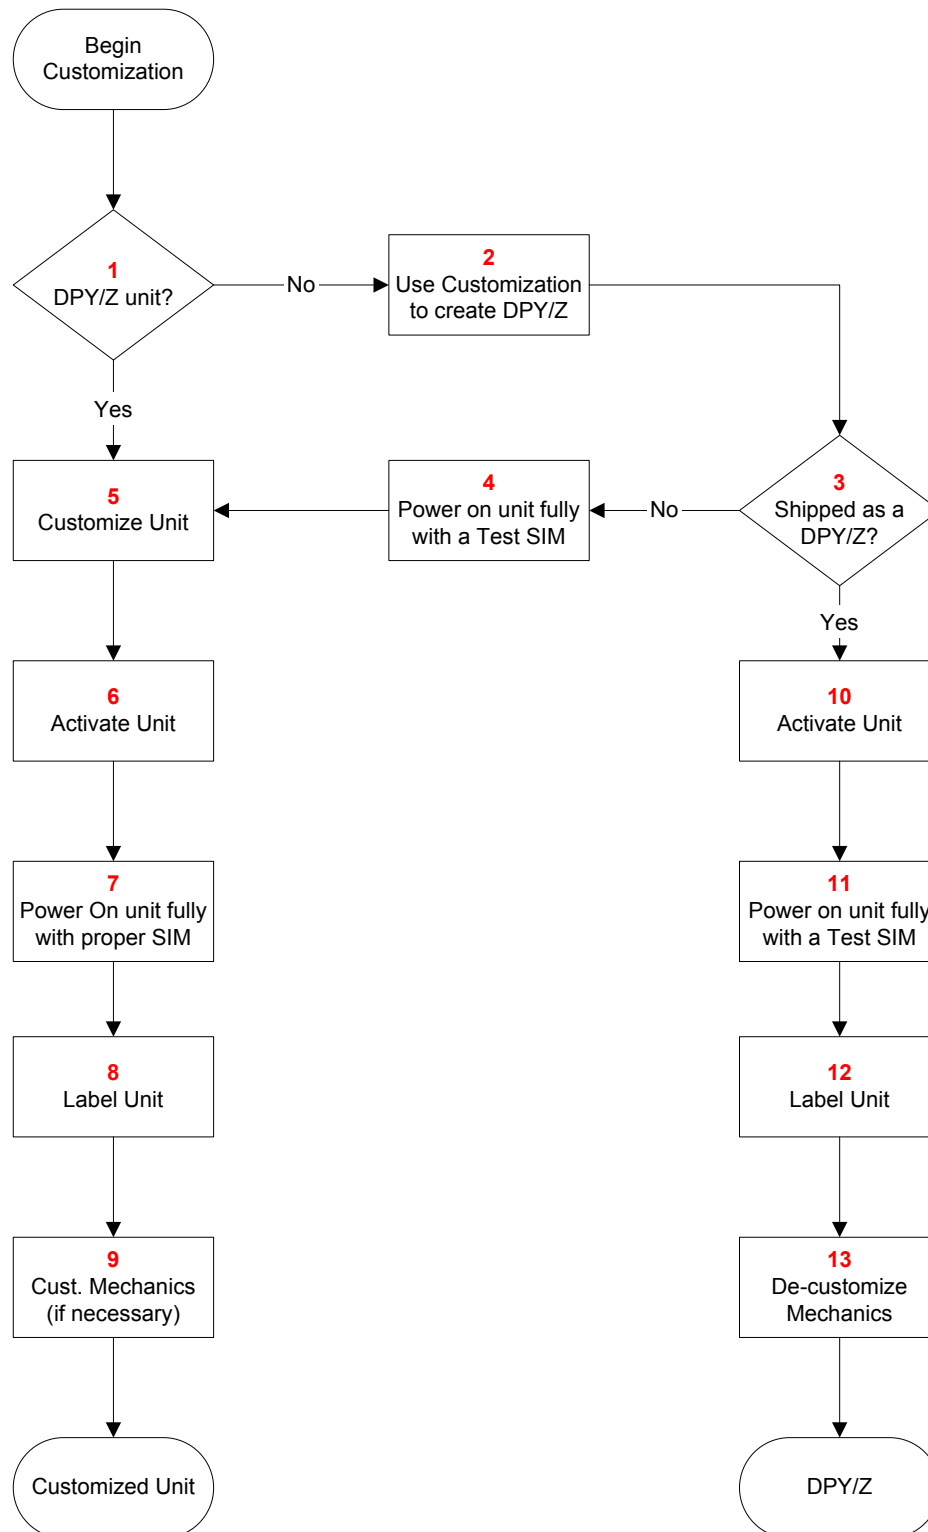 Begin
Customization
1
DPY/Z unit?
No
2
Use Customization
to create DPY/Z
Yes
3
Shipped as a
DPY/Z?
No
4
Power on unit fully
with a Test SIM
5
Customize Unit
Yes
6
Activate Unit
10
Activate Unit
7
Power On unit fully
with proper SIM
11
Power on unit fully
with a Test SIM
8
Label Unit
12
Label Unit
9
Cust. Mechanics
(if necessary)
13
De-customize
Mechanics
Customized Unit
DPY/Z